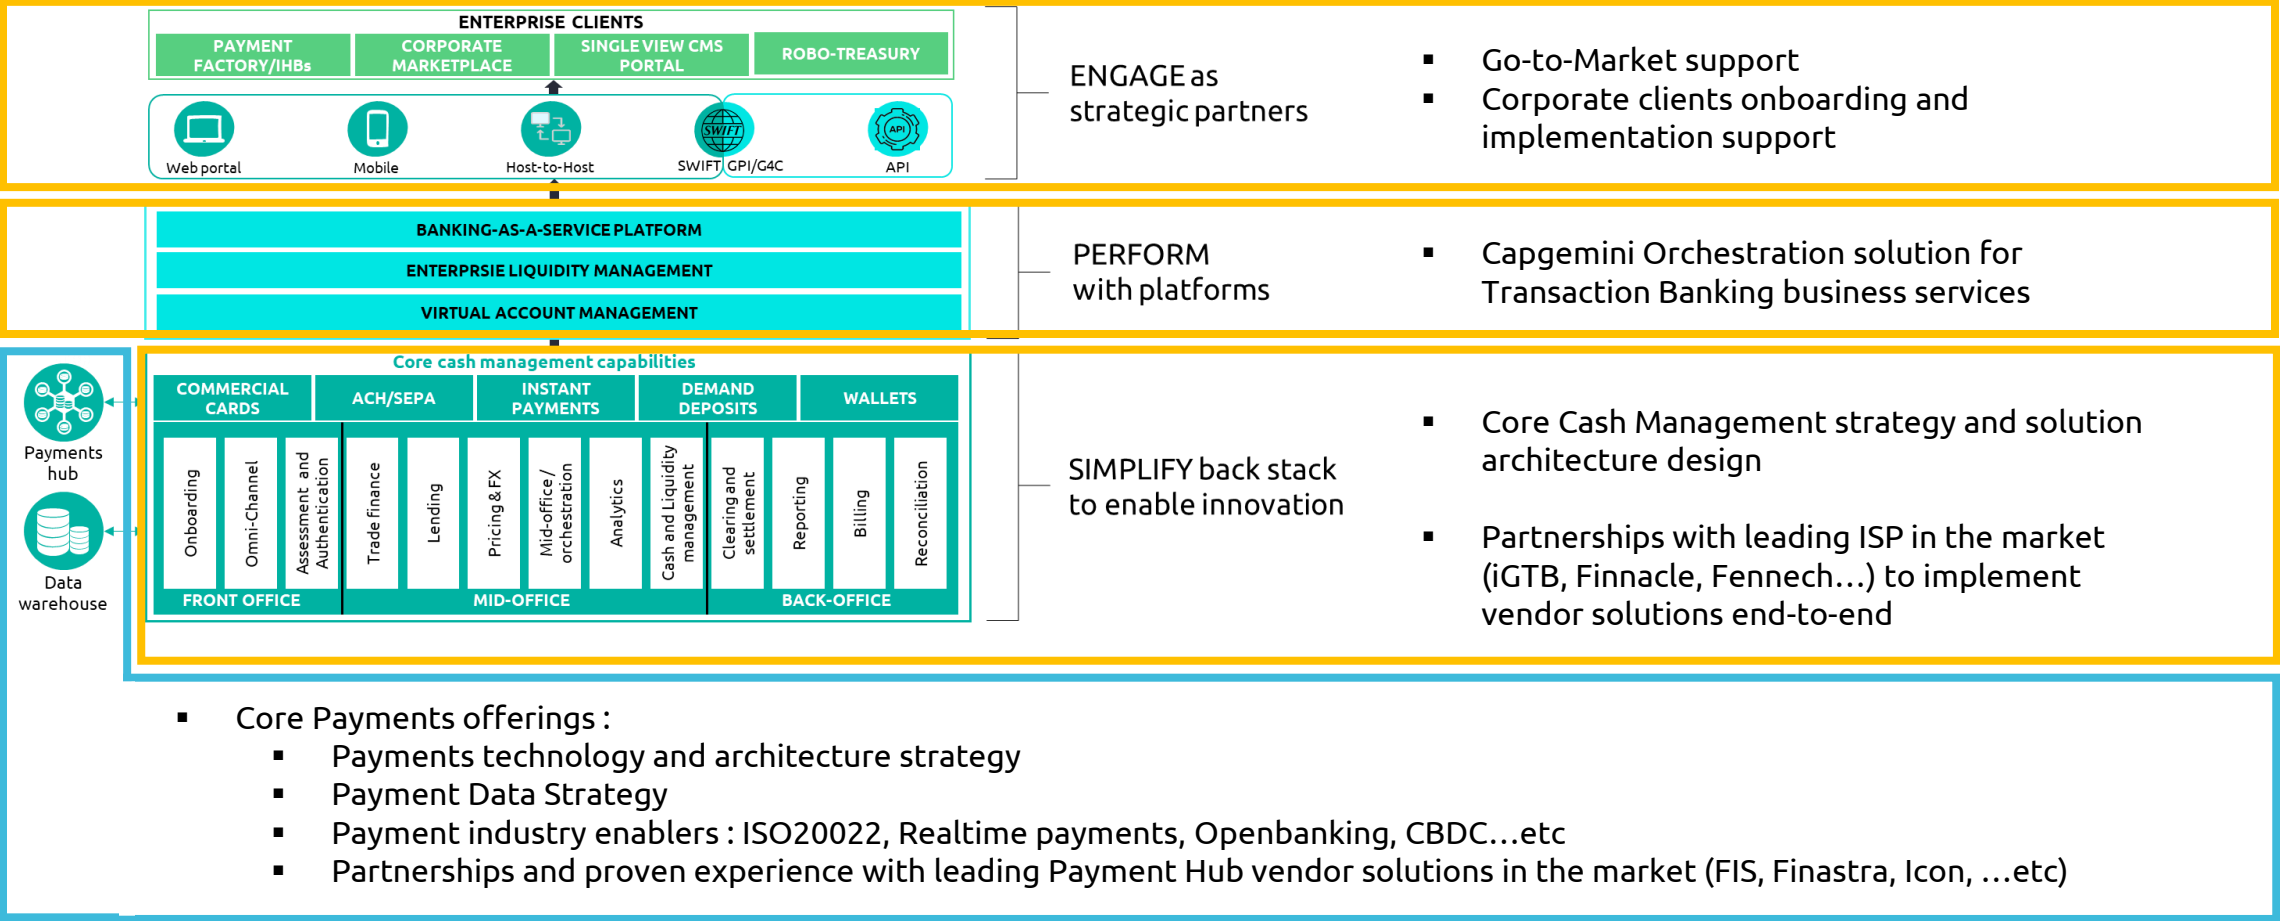 ENTERPRISE CLIENTS
PAYMENT
FACTORY/IHBs
CORPORATE
MARKETPLACE
SINGLE VIEW CMS
PORTAL
ROBO-TREASURY
Web portal
Mobile
Host-to-Host
SWIFT
SWIFT GPI/G4C
API
API
ENGAGE as
strategic partners
▪ Go-to-Market support
▪ Corporate clients onboarding and
implementation support
BANKING-AS-A-SERVICE PLATFORM
ENTERPRSIE LIQUIDITY MANAGEMENT
VIRTUAL ACCOUNT MANAGEMENT
PERFORM
with platforms
▪ Capgemini Orchestration solution for
Transaction Banking business services
Payments
hub
Data
warehouse
Core cash management capabilities
COMMERCIAL
CARDS
ACH/SEPA
INSTANT
PAYMENTS
DEMAND
DEPOSITS
WALLETS
Onboarding
Omni-Channel
Assessment and
Authentication
Trade finance
Lending
Pricing & FX
Mid-office /
orchestration
Analytics
Cash and Liquidity
management
Clearing and
settlement
Reporting
Billing
Reconciliation
FRONT OFFICE
MID-OFFICE
BACK-OFFICE
SIMPLIFY back stack
to enable innovation
▪ Core Cash Management strategy and solution
architecture design
▪ Partnerships with leading ISP in the market
(iGTB, Finnacle, Fennech...) to implement
vendor solutions end-to-end
▪ Core Payments offerings :
▪ Payments technology and architecture strategy
▪ Payment Data Strategy
▪ Payment industry enablers : ISO20022, Realtime payments, Openbanking, CBDC...etc
▪ Partnerships and proven experience with leading Payment Hub vendor solutions in the market (FIS, Finastra, Icon, ...etc)